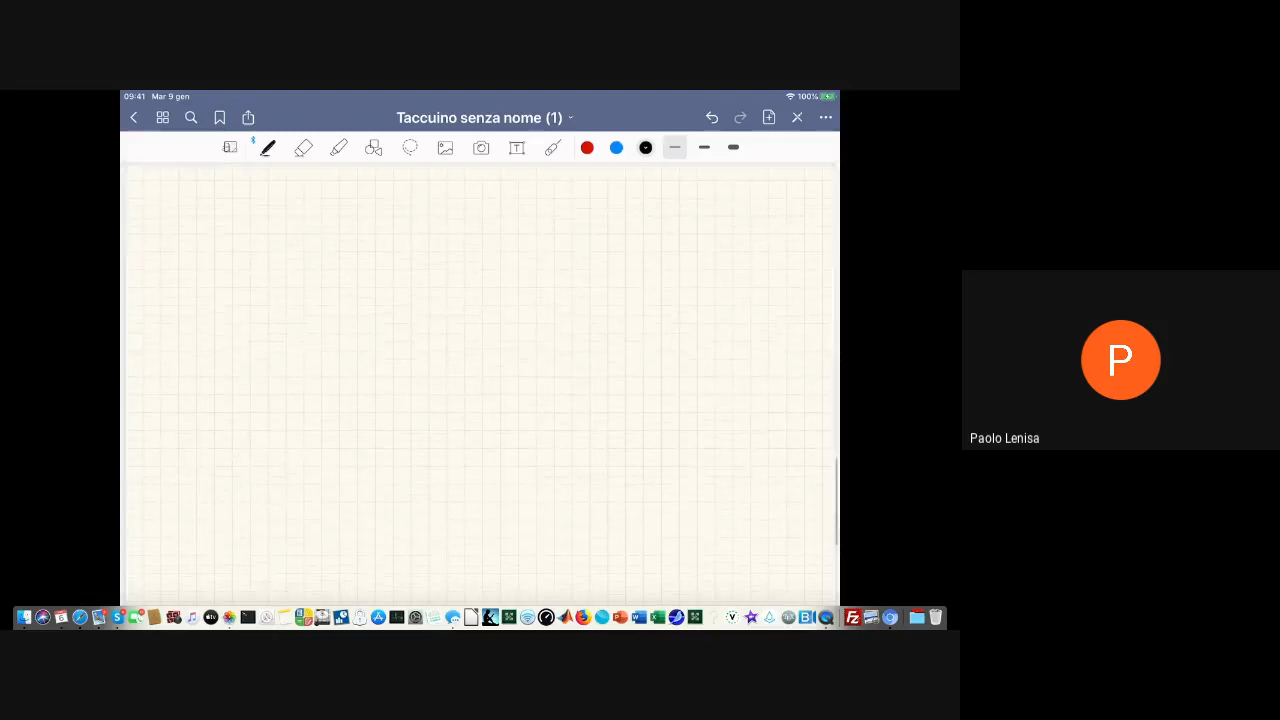 09:41 Mar 9 gen
100%
Taccuino senza nome (1)
T
P
Paolo Lenisa